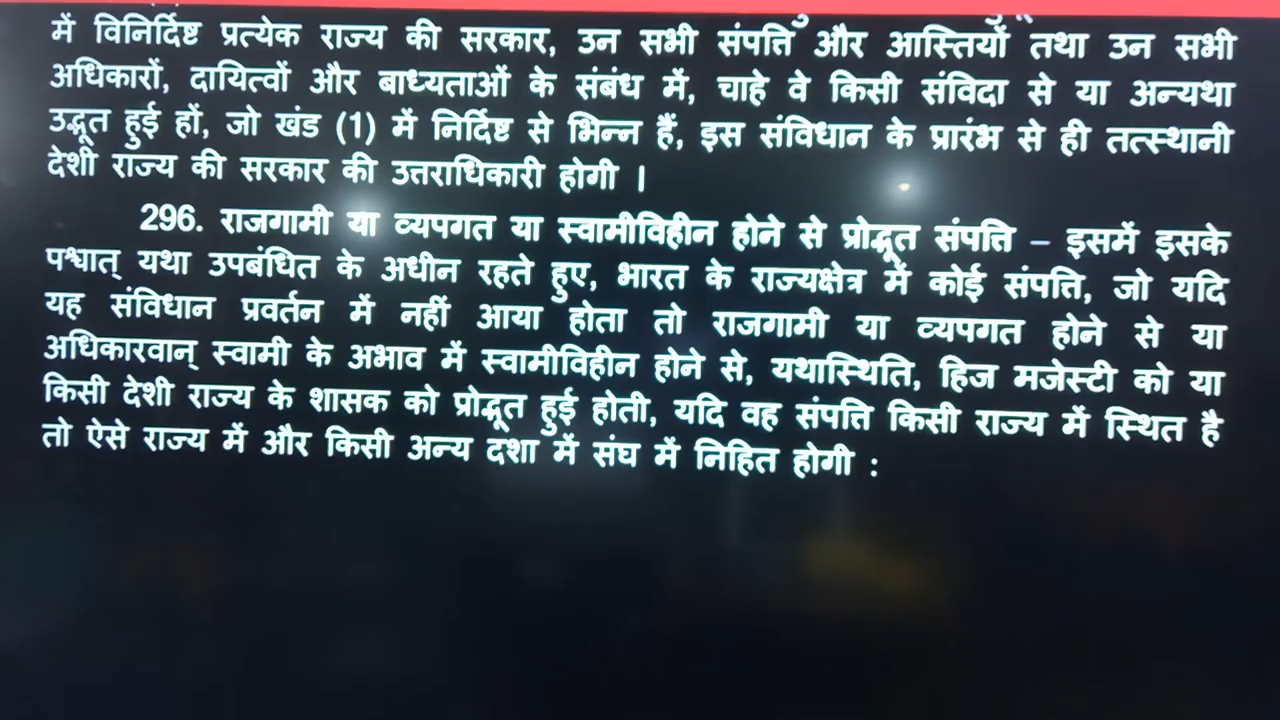 में विनिर्दिष्ट प्रत्येक राज्य की सरकार, उन सभी संपत्ति और आस्तियों तथा उन सभी
अधिकारों, दायित्वों और बाध्यताओं के संबंध में, चाहे वे किसी संविदा से या अन्यथा
उद्भूत हुई हों, जो खंड (1) में निर्दिष्ट से भिन्न हैं, इस संविधान के प्रारंभ से ही तत्स्थानी
देशी राज्य की सरकार की उत्तराधिकारी होगी ।
296. राजगामी या व्यपगत या स्वामीविहीन होने से प्रोद्भूत संपत्ति – इसमें इसके
पश्चात् यथा उपबंधित के अधीन रहते हुए, भारत के राज्यक्षेत्र में कोई संपत्ति, जो यदि
यह संविधान प्रवर्तन में नहीं आया होता तो राजगामी या व्यपगत होने से या
अधिकारवान् स्वामी के अभाव में स्वामीविहीन होने से, यथास्थिति, हिज मजेस्टी को या
किसी देशी राज्य के शासक को प्रोद्भूत हुई होती, यदि वह संपत्ति किसी राज्य में स्थित है
तो ऐसे राज्य में और किसी अन्य दशा में संघ में निहित होगी :